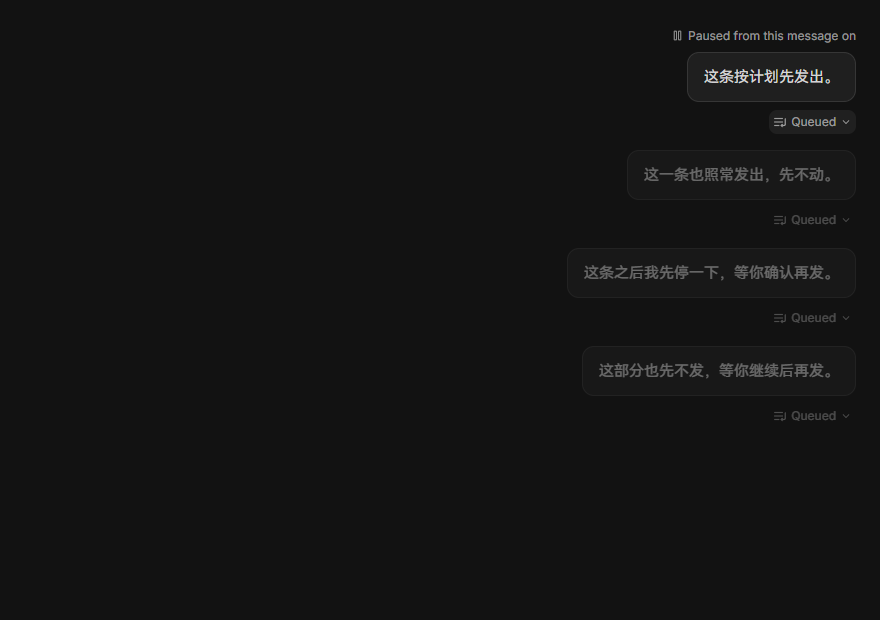 Paused from this message on
这条按计划先发出。
Queued
这一条也照常发出，先不动。
Queued
这条之后我先停一下，等你确认再发。
Queued
这部分也先不发，等你继续后再发。
Queued